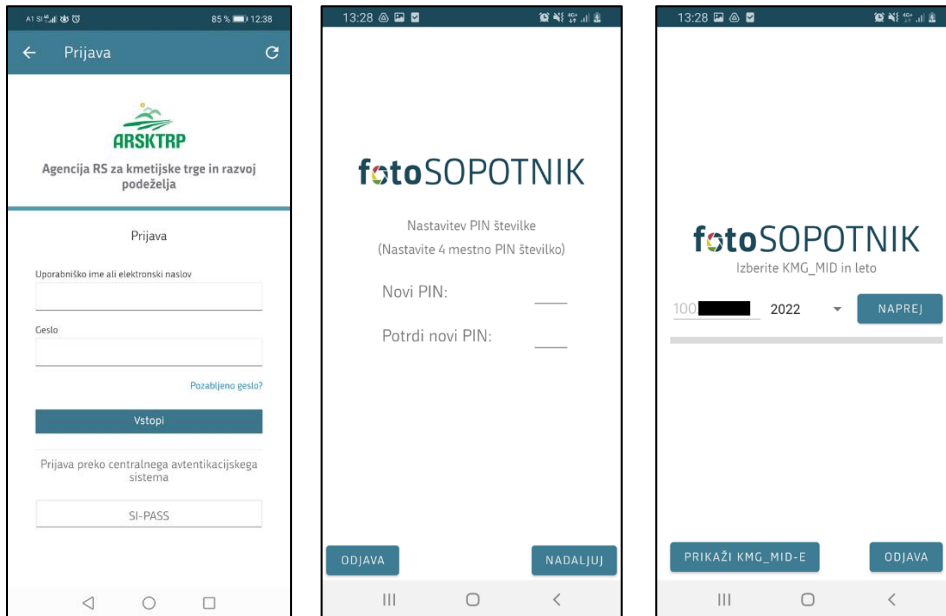 A1 SI 85 % 12:38
Prijava
ARSKTRP
Agencija RS za kmetijske trge in razvoj
podeželja
Prijava
Uporabniško ime ali elektronski naslov
Geslo
Pozabljeno geslo?
Vstopi
Prijava preko centralnega avtentikacijskega
sistema
SI-PASS
13:28
fotoSOPOTNIK
Nastavitev PIN številke
(Nastavite 4 mestno PIN številko)
Novi PIN:
Potrdi novi PIN:
ODJAVA NADALJUJ
13:28
fotoSOPOTNIK
Izberite KMG_MID in leto
100 2022 NAPREJ
PRIKAŽI KMG_MID-E ODJAVA